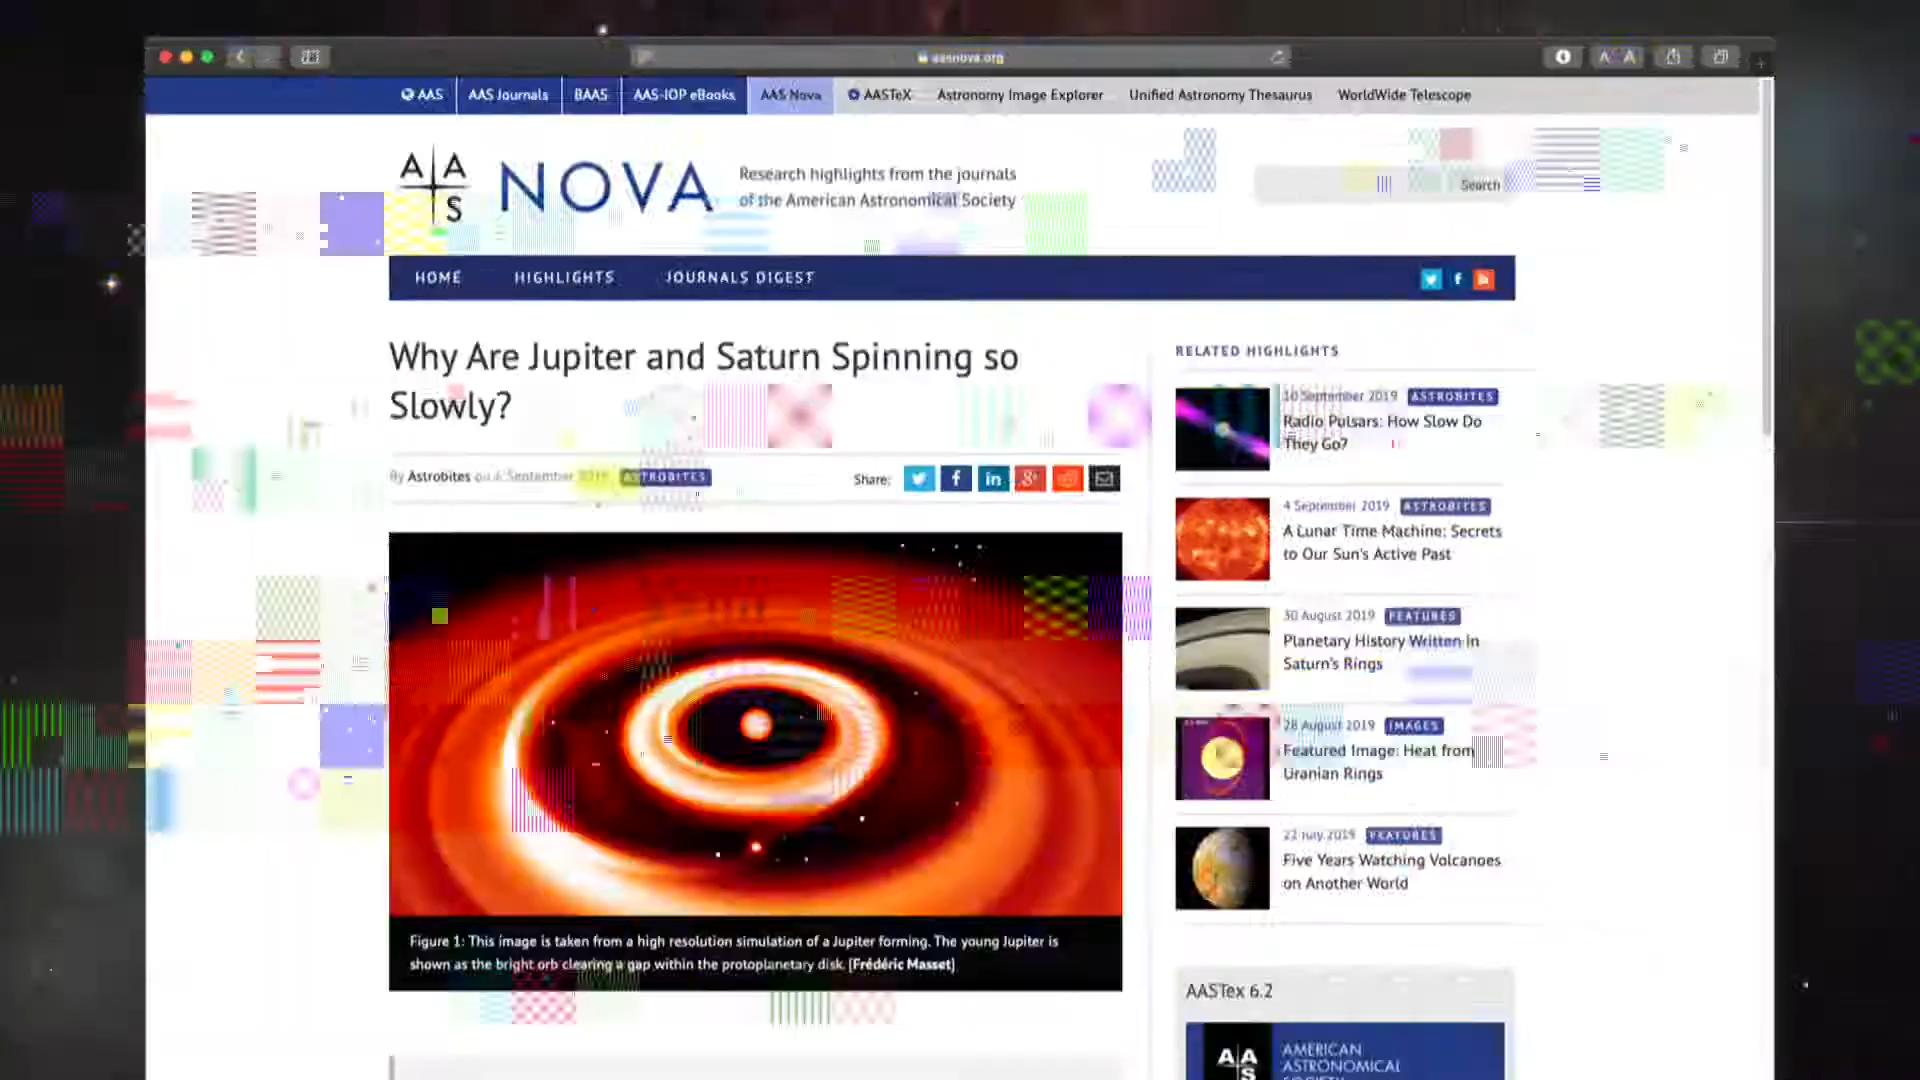 aasnova.org
AAS AAS Journals BAAS AAS-IOP eBooks AAS Nova AASTeX Astronomy Image Explorer Unified Astronomy Thesaurus WorldWide Telescope
A A
S
NOVA
Research highlights from the journals
of the American Astronomical Society
Search
HOME HIGHLIGHTS JOURNALS DIGEST
Why Are Jupiter and Saturn Spinning so
Slowly?
By Astrobites on September ASTROBITES
Share:
Figure 1: This image is taken from a high resolution simulation of a Jupiter forming. The young Jupiter is
shown as the bright orb clearing a gap within the protoplanetary disk. [Frédéric Masset]
RELATED HIGHLIGHTS
10 September 2019 ASTROBITES
Radio Pulsars: How Slow Do
They Go?
4 September 2019 ASTROBITES
A Lunar Time Machine: Secrets
to Our Sun's Active Past
30 August 2019 FEATURES
Planetary History Written in
Saturn's Rings
28 August 2019 IMAGES
Featured Image: Heat from
Uranian Rings
22 July 2019 FEATURES
Five Years Watching Volcanoes
on Another World
AASTex 6.2
A A
S
AMERICAN
ASTRONOMICAL
SOCIETY